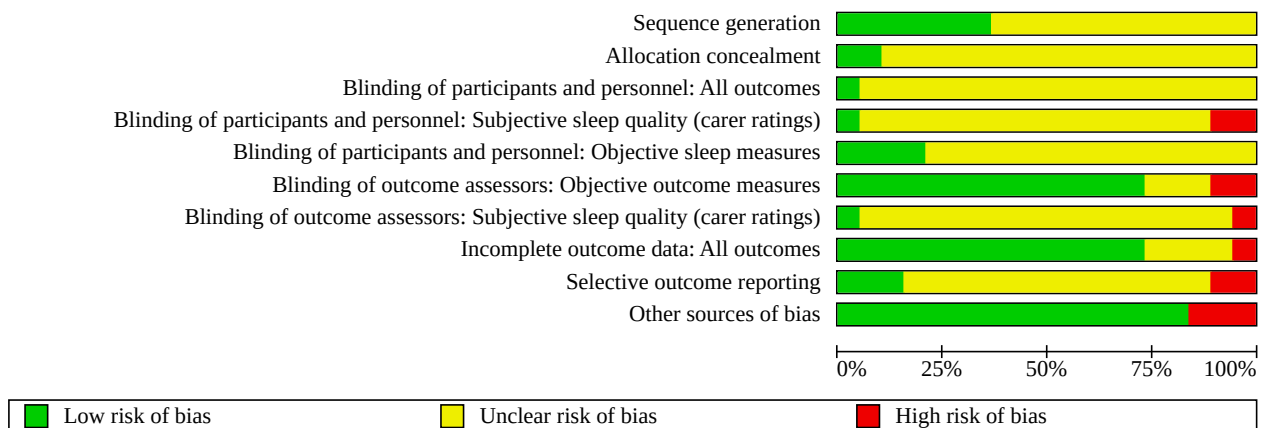 Sequence generation
Allocation concealment
Blinding of participants and personnel: All outcomes
Blinding of participants and personnel: Subjective sleep quality (carer ratings)
Blinding of participants and personnel: Objective sleep measures
Blinding of outcome assessors: Objective outcome measures
Blinding of outcome assessors: Subjective sleep quality (carer ratings)
Incomplete outcome data: All outcomes
Selective outcome reporting
Other sources of bias
0% 25% 50% 75% 100%
Low risk of bias Unclear risk of bias High risk of bias